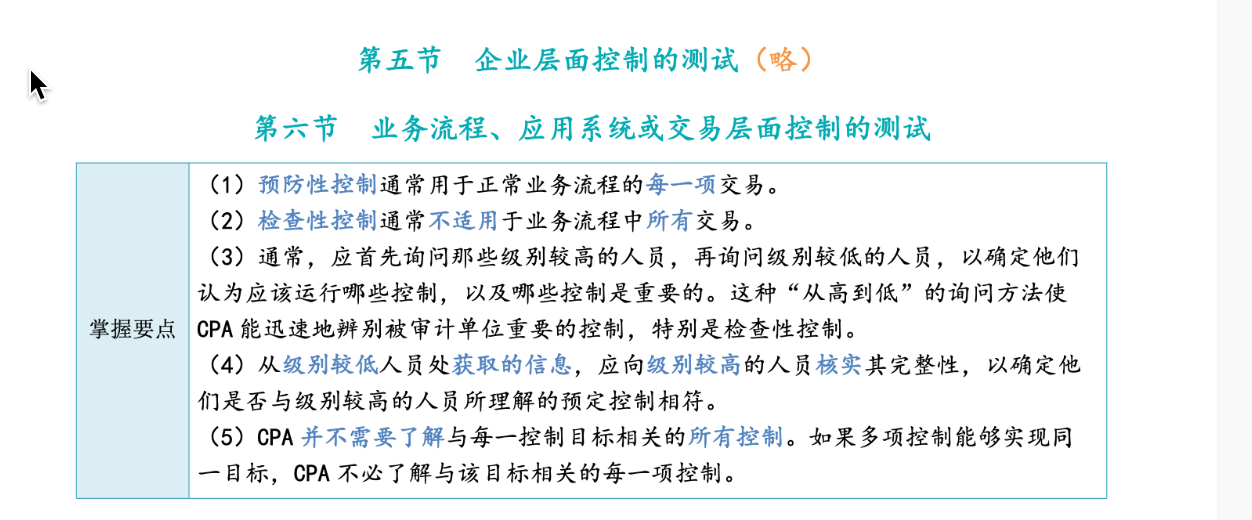 第五节 企业层面控制的测试（略）
第六节 业务流程、应用系统或交易层面控制的测试
掌握要点
（1）预防性控制通常用于正常业务流程的每一项交易。
（2）检查性控制通常不适用于业务流程中所有交易。
（3）通常，应首先询问那些级别较高的人员，再询问级别较低的人员，以确定他们
认为应该运行哪些控制，以及哪些控制是重要的。这种“从高到低”的询问方法使
CPA 能迅速地辨别被审计单位重要的控制，特别是检查性控制。
（4）从级别较低人员处获取的信息，应向级别较高的人员核实其完整性，以确定他
们是否与级别较高的人员所理解的预定控制相符。
（5）CPA 并不需要了解与每一控制目标相关的所有控制。如果多项控制能够实现同
一目标，CPA 不必了解与该目标相关的每一项控制。